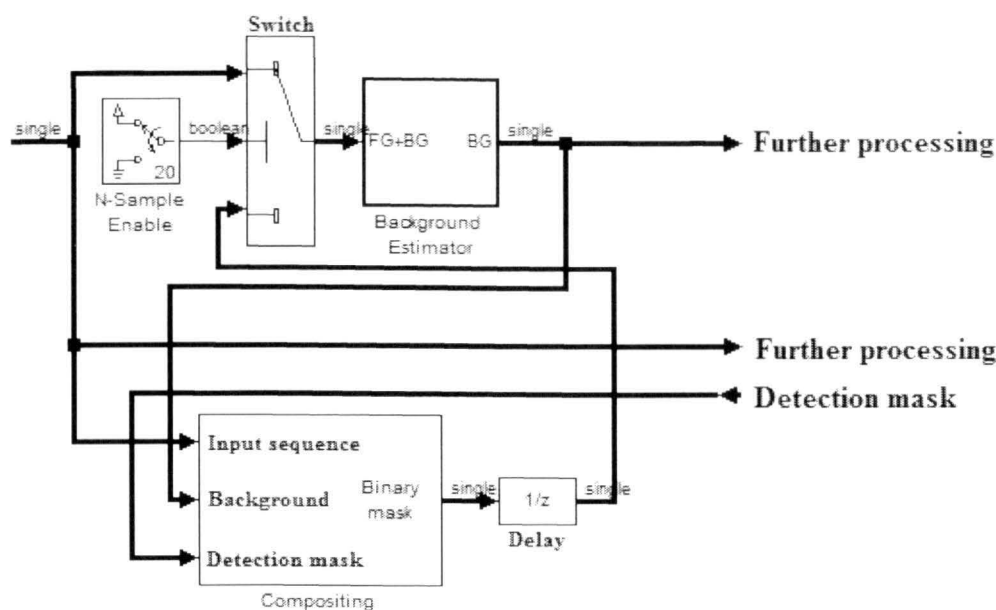 Switch
single
boolean
single
FG+BG
BG
single
Further processing
20
N-Sample
Enable
Background
Estimator
Further processing
Detection mask
Input sequence
Background
Binary
mask
single
1/z
single
Delay
Detection mask
Compositing